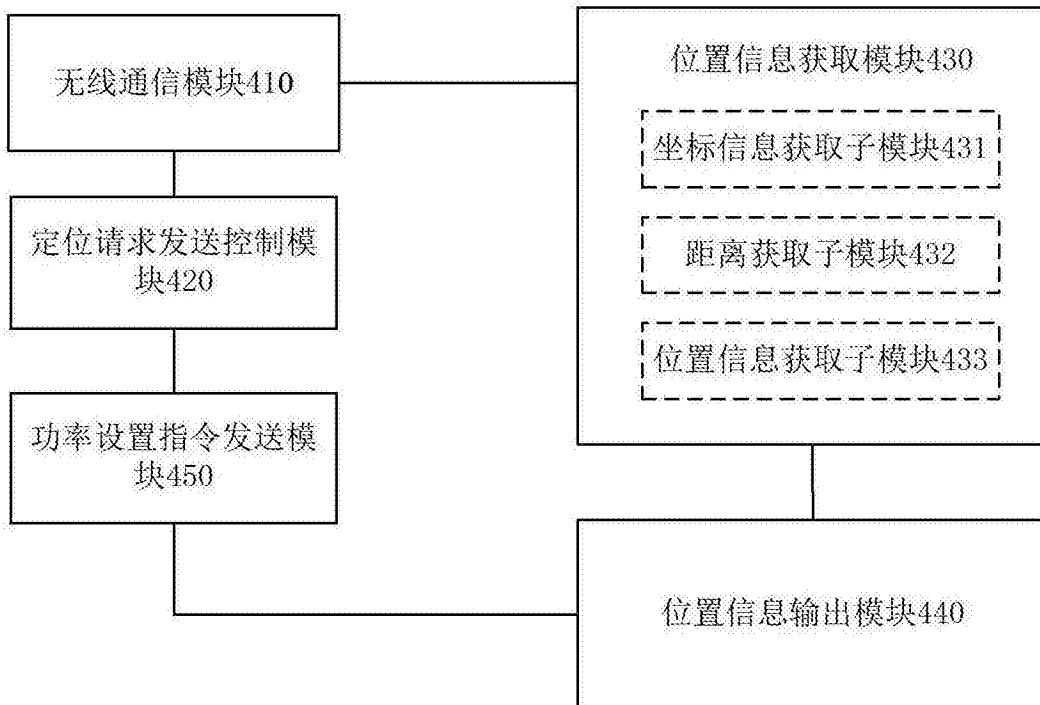 无线通信模块410
定位请求发送控制模
块420
功率设置指令发送模
块450
位置信息获取模块430
坐标信息获取子模块431
距离获取子模块432
位置信息获取子模块433
位置信息输出模块440